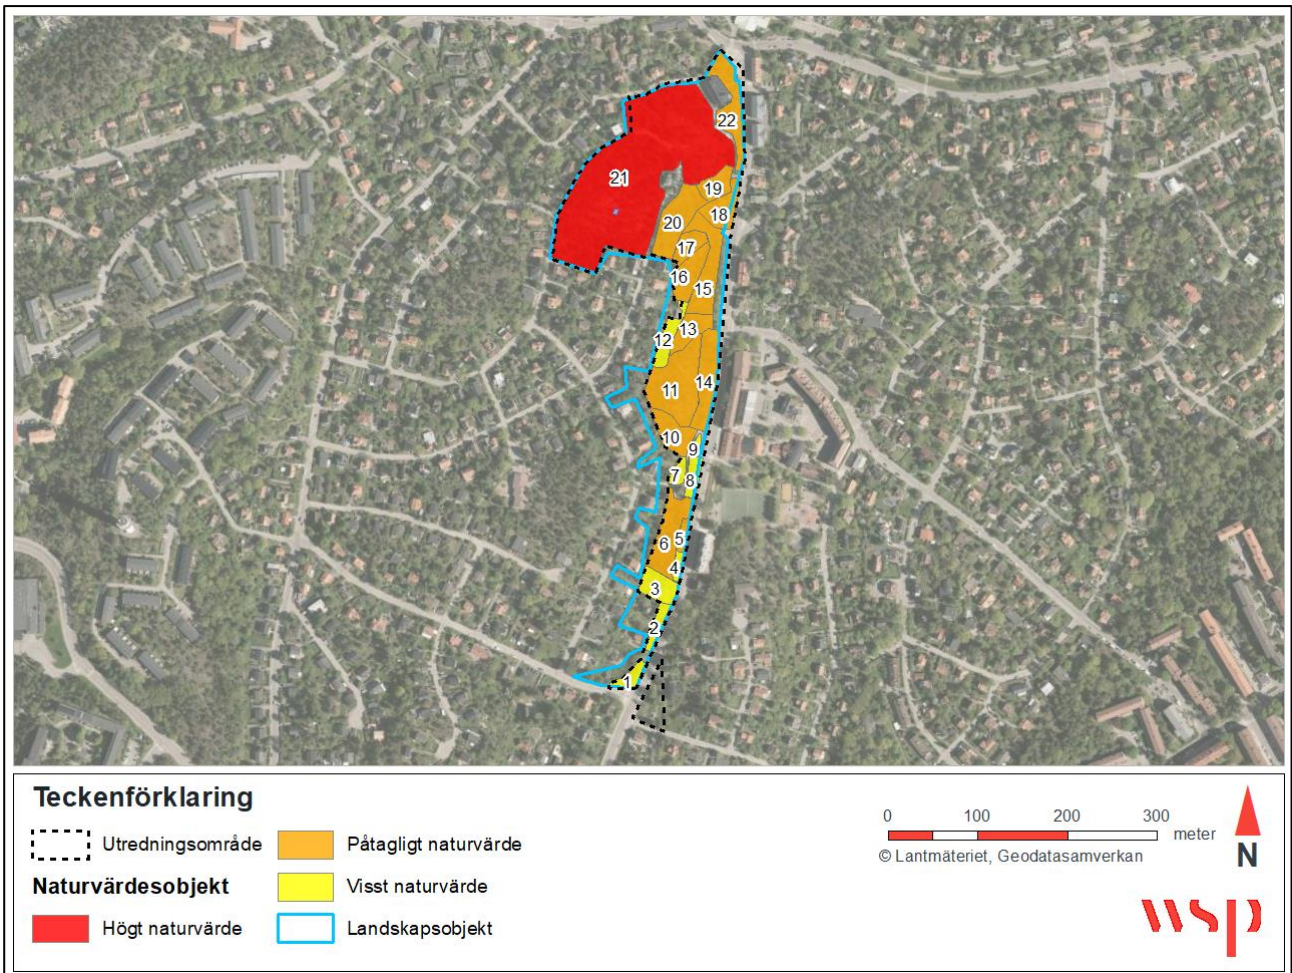 22
21
19
18
20
17
16
15
13
12
14
11
10
9
7
8
6
5
4
3
2
1
Teckenförklaring
Utredningsområde
Påtagligt naturvärde
Naturvärdesobjekt
Visst naturvärde
Högt naturvärde
Landskapsobjekt
0 100 200 300
meter
© Lantmäteriet, Geodatasamverkan
N
wsp